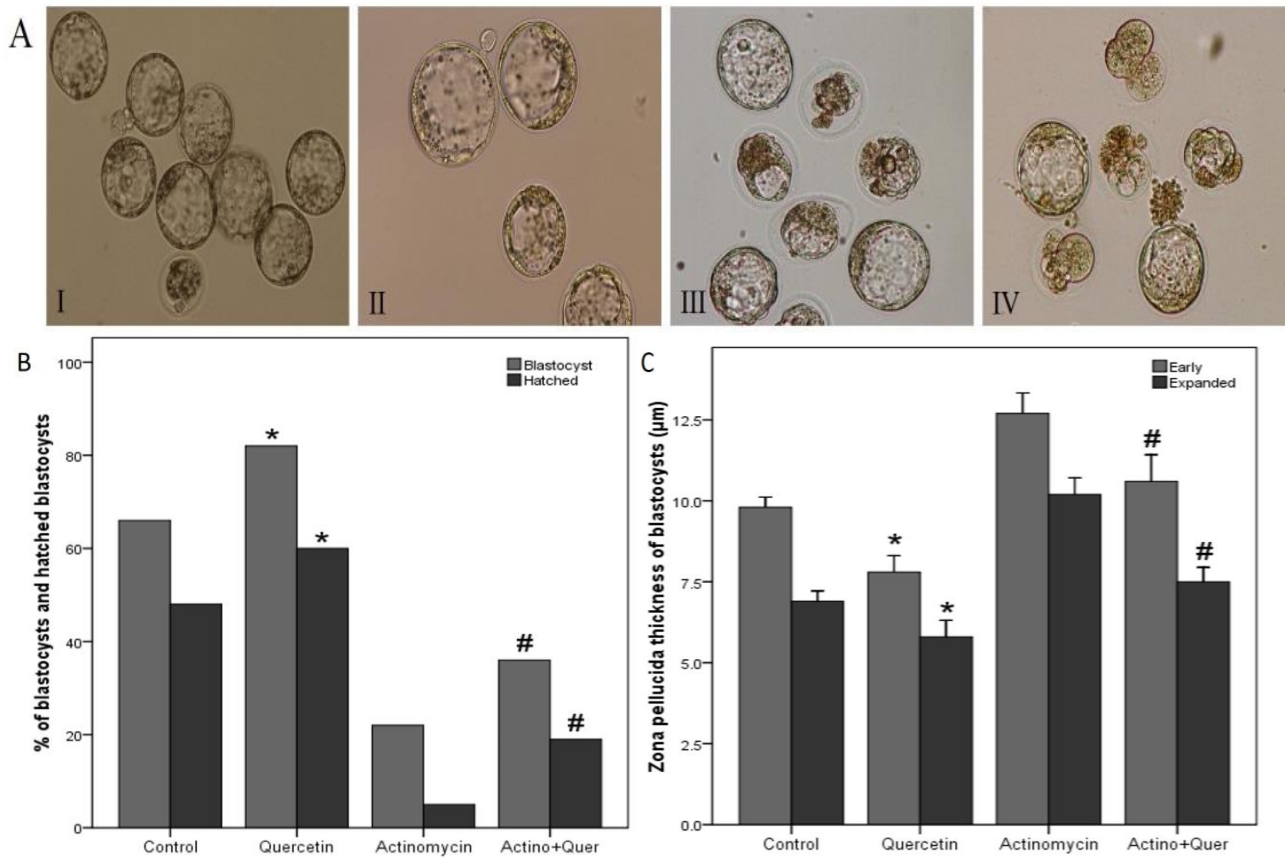 A
I
II
III
IV
B
100
80
60
40
20
0
% of blastocysts and hatched blastocysts
Blastocyst
Hatched
*
*
#
#
Control
Quercetin
Actinomycin
Actino+Quer
C
12.5
10.0
7.5
5.0
2.5
0.0
Zona pellucida thickness of blastocysts (µm)
Early
Expanded
*
*
#
#
Control
Quercetin
Actinomycin
Actino+Quer